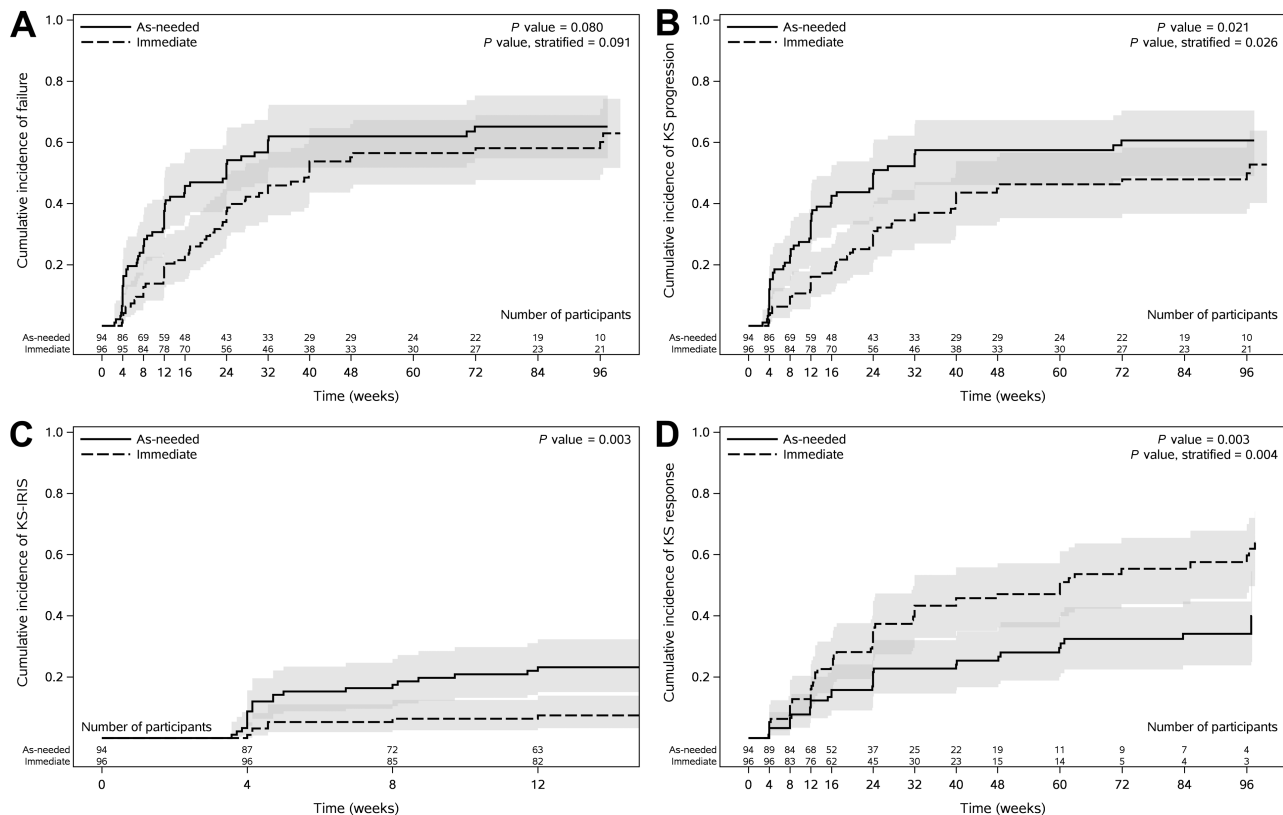 A
As-needed
Immediate
P value = 0.080
P value, stratified = 0.091
Cumulative incidence of failure
1.0
0.8
0.6
0.4
0.2
Number of participants
As-needed 94 86 69 59 48 43 33 29 29 24 22 19 10
Immediate 96 95 84 78 70 56 46 38 33 30 27 23 21
0 4 8 12 16 24 32 40 48 60 72 84 96
Time (weeks)
B
As-needed
Immediate
P value = 0.021
P value, stratified = 0.026
Cumulative incidence of KS progression
1.0
0.8
0.6
0.4
0.2
Number of participants
As-needed 94 86 69 59 48 43 33 29 29 24 22 19 10
Immediate 96 95 84 78 70 56 46 38 33 30 27 23 21
0 4 8 12 16 24 32 40 48 60 72 84 96
Time (weeks)
C
As-needed
Immediate
P value = 0.003
Cumulative incidence of KS-IRIS
1.0
0.8
0.6
0.4
0.2
Number of participants
As-needed 94 87 72 63
Immediate 96 96 85 82
0 4 8 12
Time (weeks)
D
As-needed
Immediate
P value = 0.003
P value, stratified = 0.004
Cumulative incidence of KS response
1.0
0.8
0.6
0.4
0.2
Number of participants
As-needed 94 89 84 68 52 37 25 22 19 11 9 7 4
Immediate 96 96 83 76 62 45 30 23 15 14 5 4 3
0 4 8 12 16 24 32 40 48 60 72 84 96
Time (weeks)